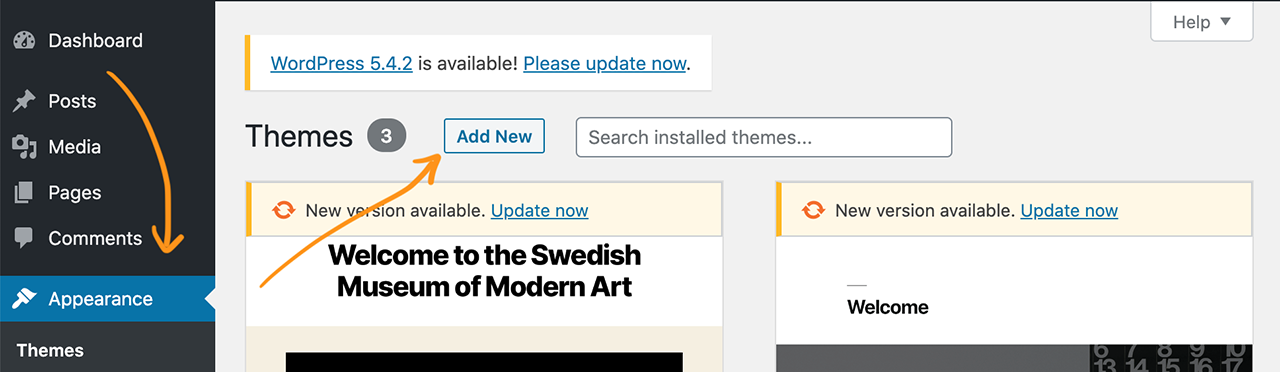 Help
Dashboard
WordPress 5.4.2 is available! Please update now.
Posts
Themes 3 Add New Search installed themes...
Media
Pages
New version available. Update now
New version available. Update now
Comments
Welcome to the Swedish
Museum of Modern Art
Appearance
Welcome
Themes
6 7 8 9 10
13 14 15 16 17